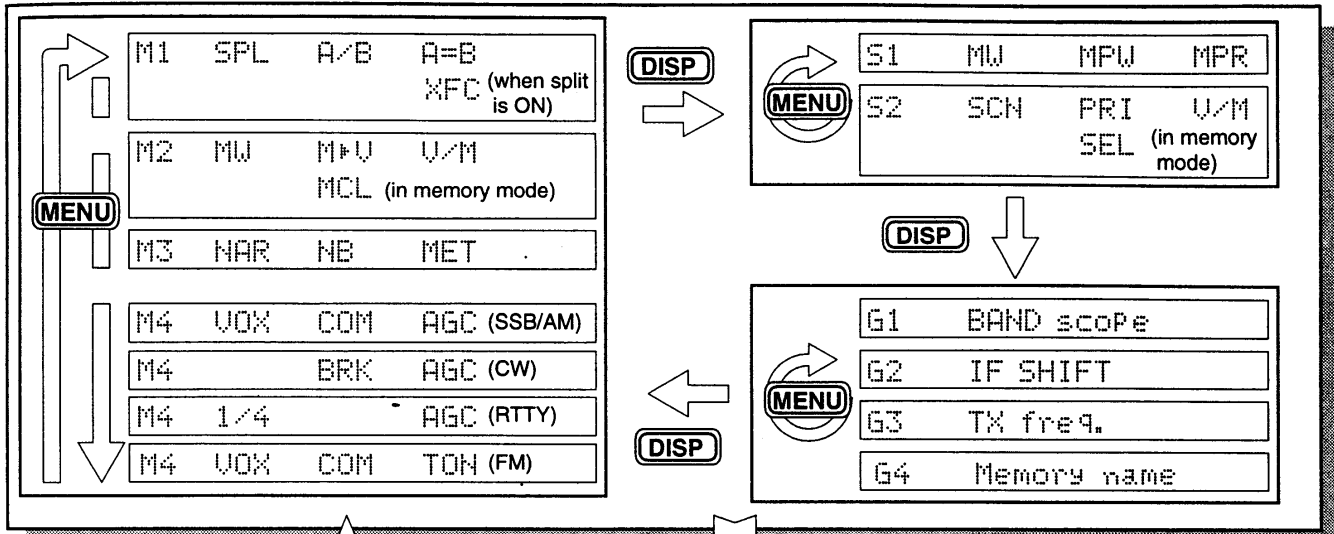 M1 SPL A/B A=B
XFC (when split
is ON)
M2 MW M▸V V/M
MCL (in memory mode)
MENU
M3 NAR NB MET
M4 VOX COM AGC (SSB/AM)
M4 BRK AGC (CW)
M4 1/4 AGC (RTTY)
M4 VOX COM TON (FM)
DISP
S1 MW MPW MPR
MENU
S2 SCN PRI V/M
SEL (in memory
mode)
DISP
G1 BAND scope
G2 IF SHIFT
MENU
G3 TX freq.
G4 Memory name
DISP